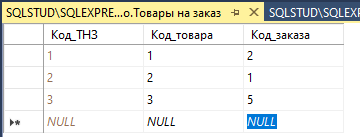 SQLSTUD\SQLEXPRE...о.Товары на заказ SQLSTUD\SQLEXP
Код_ТНЗ Код_товара Код_заказа
1 1 2
2 2 1
3 3 5
NULL NULL NULL